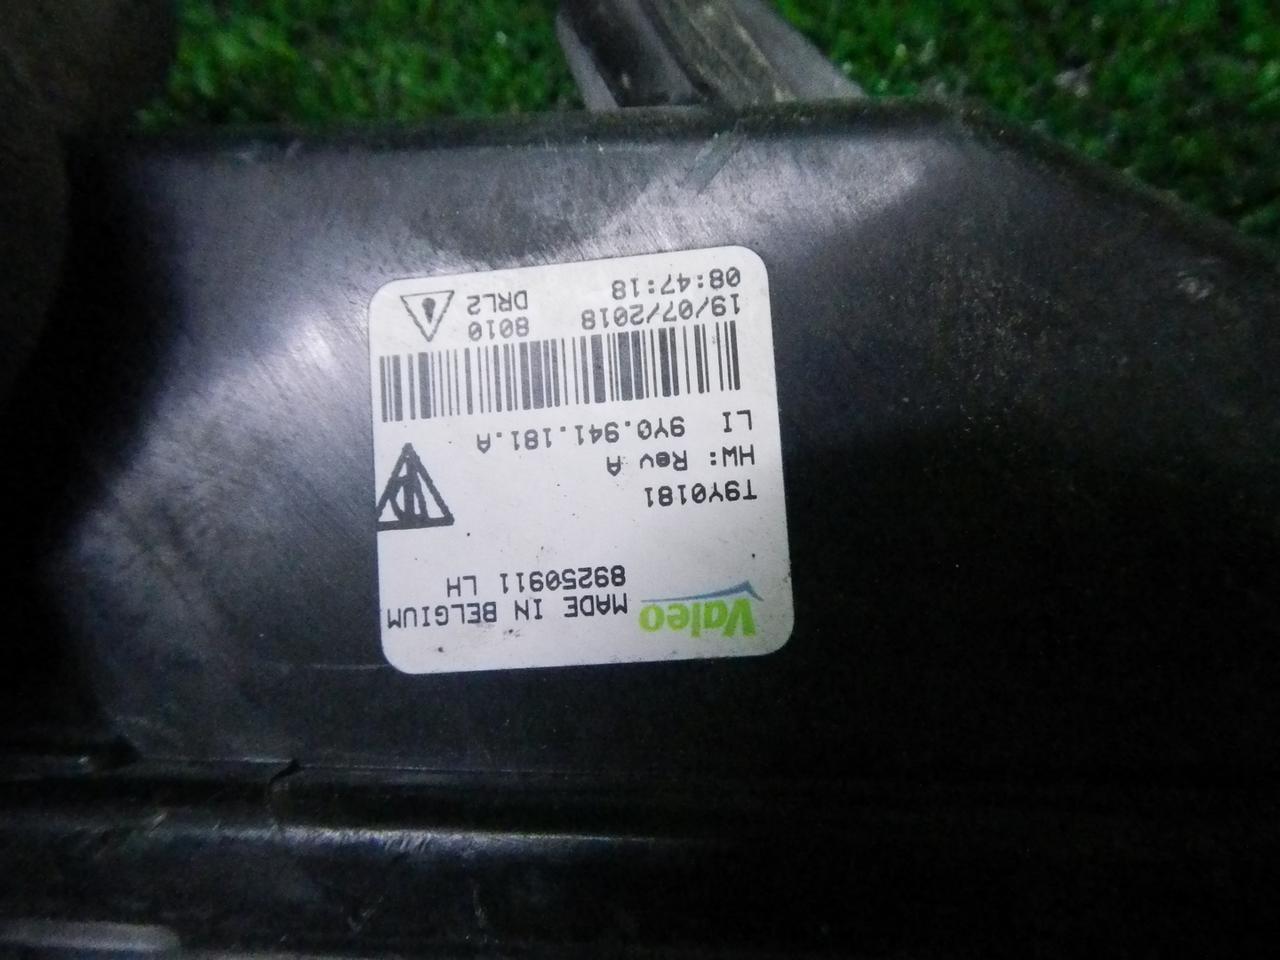 Valeo MADE IN BELGIUM
89250911 LH
T9Y0181
HW: Rev A
LI 9Y0.941.181.A
19/07/2018 8010
08:47:18 DRL2